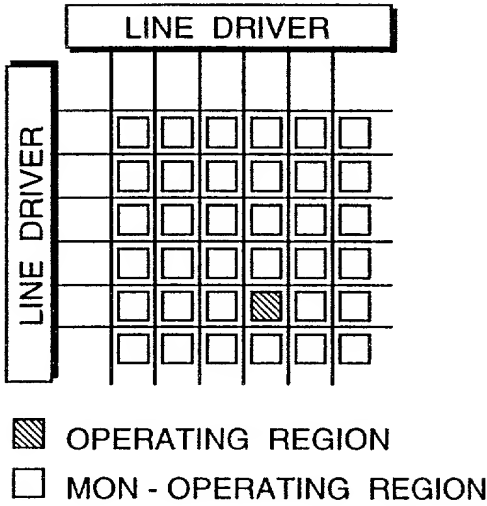 LINE DRIVER
LINE DRIVER
OPERATING REGION
MON - OPERATING REGION